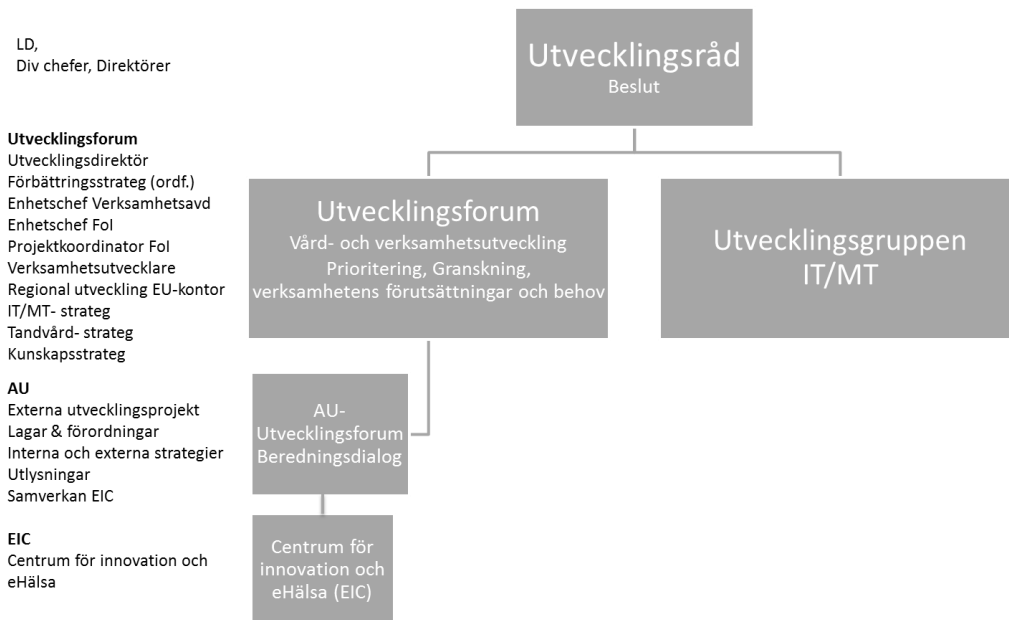 LD,
Div chefer, Direktörer
Utvecklingsråd
Beslut
Utvecklingsforum
Utvecklingsdirektör
Förbättringsstrateg (ordf.)
Enhetschef Verksamhetsavd
Enhetschef FoI
Projektkoordinator FoI
Verksamhetsutvecklare
Regional utveckling EU-kontor
IT/MT- strateg
Tandvård- strateg
Kunskapsstrateg
Utvecklingsforum
Vård- och verksamhetsutveckling
Prioritering, Granskning,
verksamhetens förutsättningar och behov
Utvecklingsgruppen
IT/MT
AU
Externa utvecklingsprojekt
Lagar & förordningar
Interna och externa strategier
Utlysningar
Samverkan EIC
AU-
Utvecklingsforum
Beredningsdialog
EIC
Centrum för innovation och
eHälsa
Centrum för
innovation och
eHälsa (EIC)